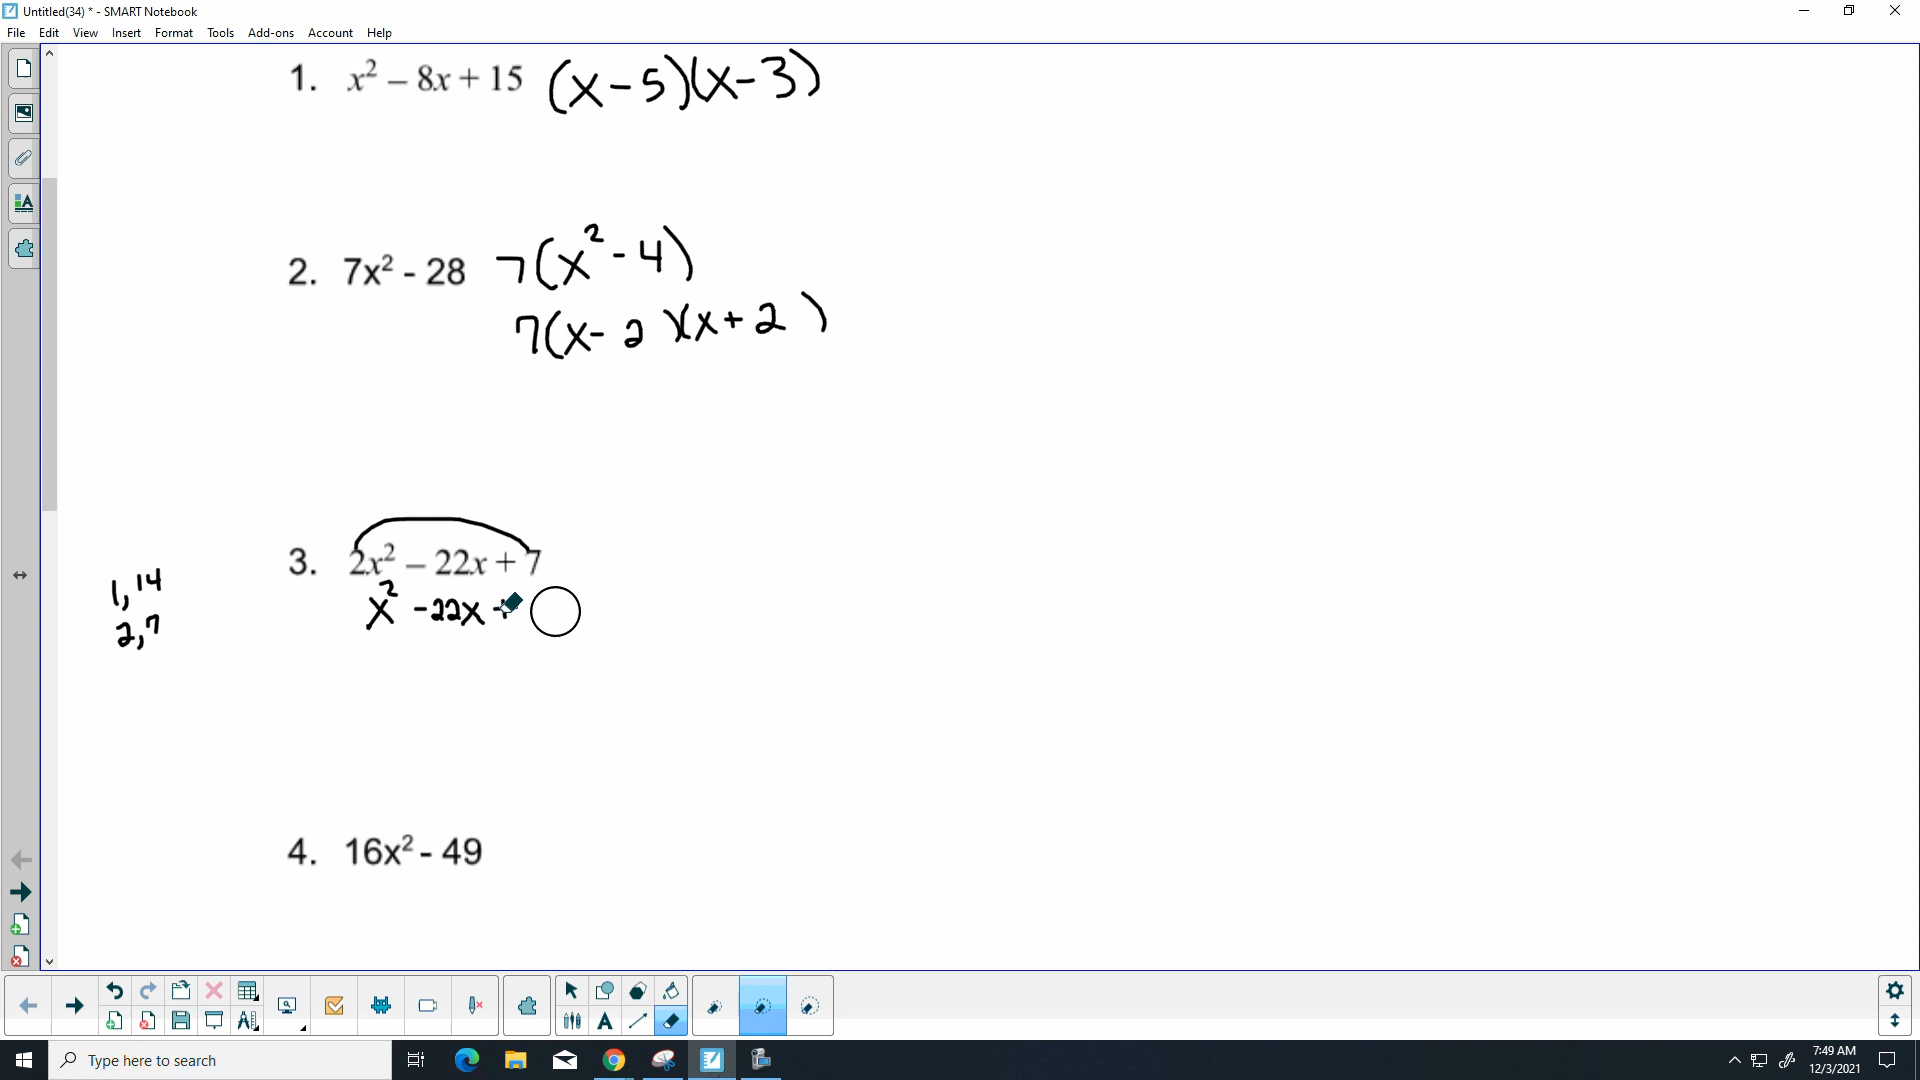 Untitled(34) * - SMART Notebook
File Edit View Insert Format Tools Add-ons Account Help
1. x² – 8x + 15 (x-5)(x-3)
2. 7x² - 28 7(x²-4)
7(x-2)(x+2)
3. 2x² – 22x + 7
1,14
x² -22x +
2,7
4. 16x² - 49
Type here to search
7:49 AM
12/3/2021